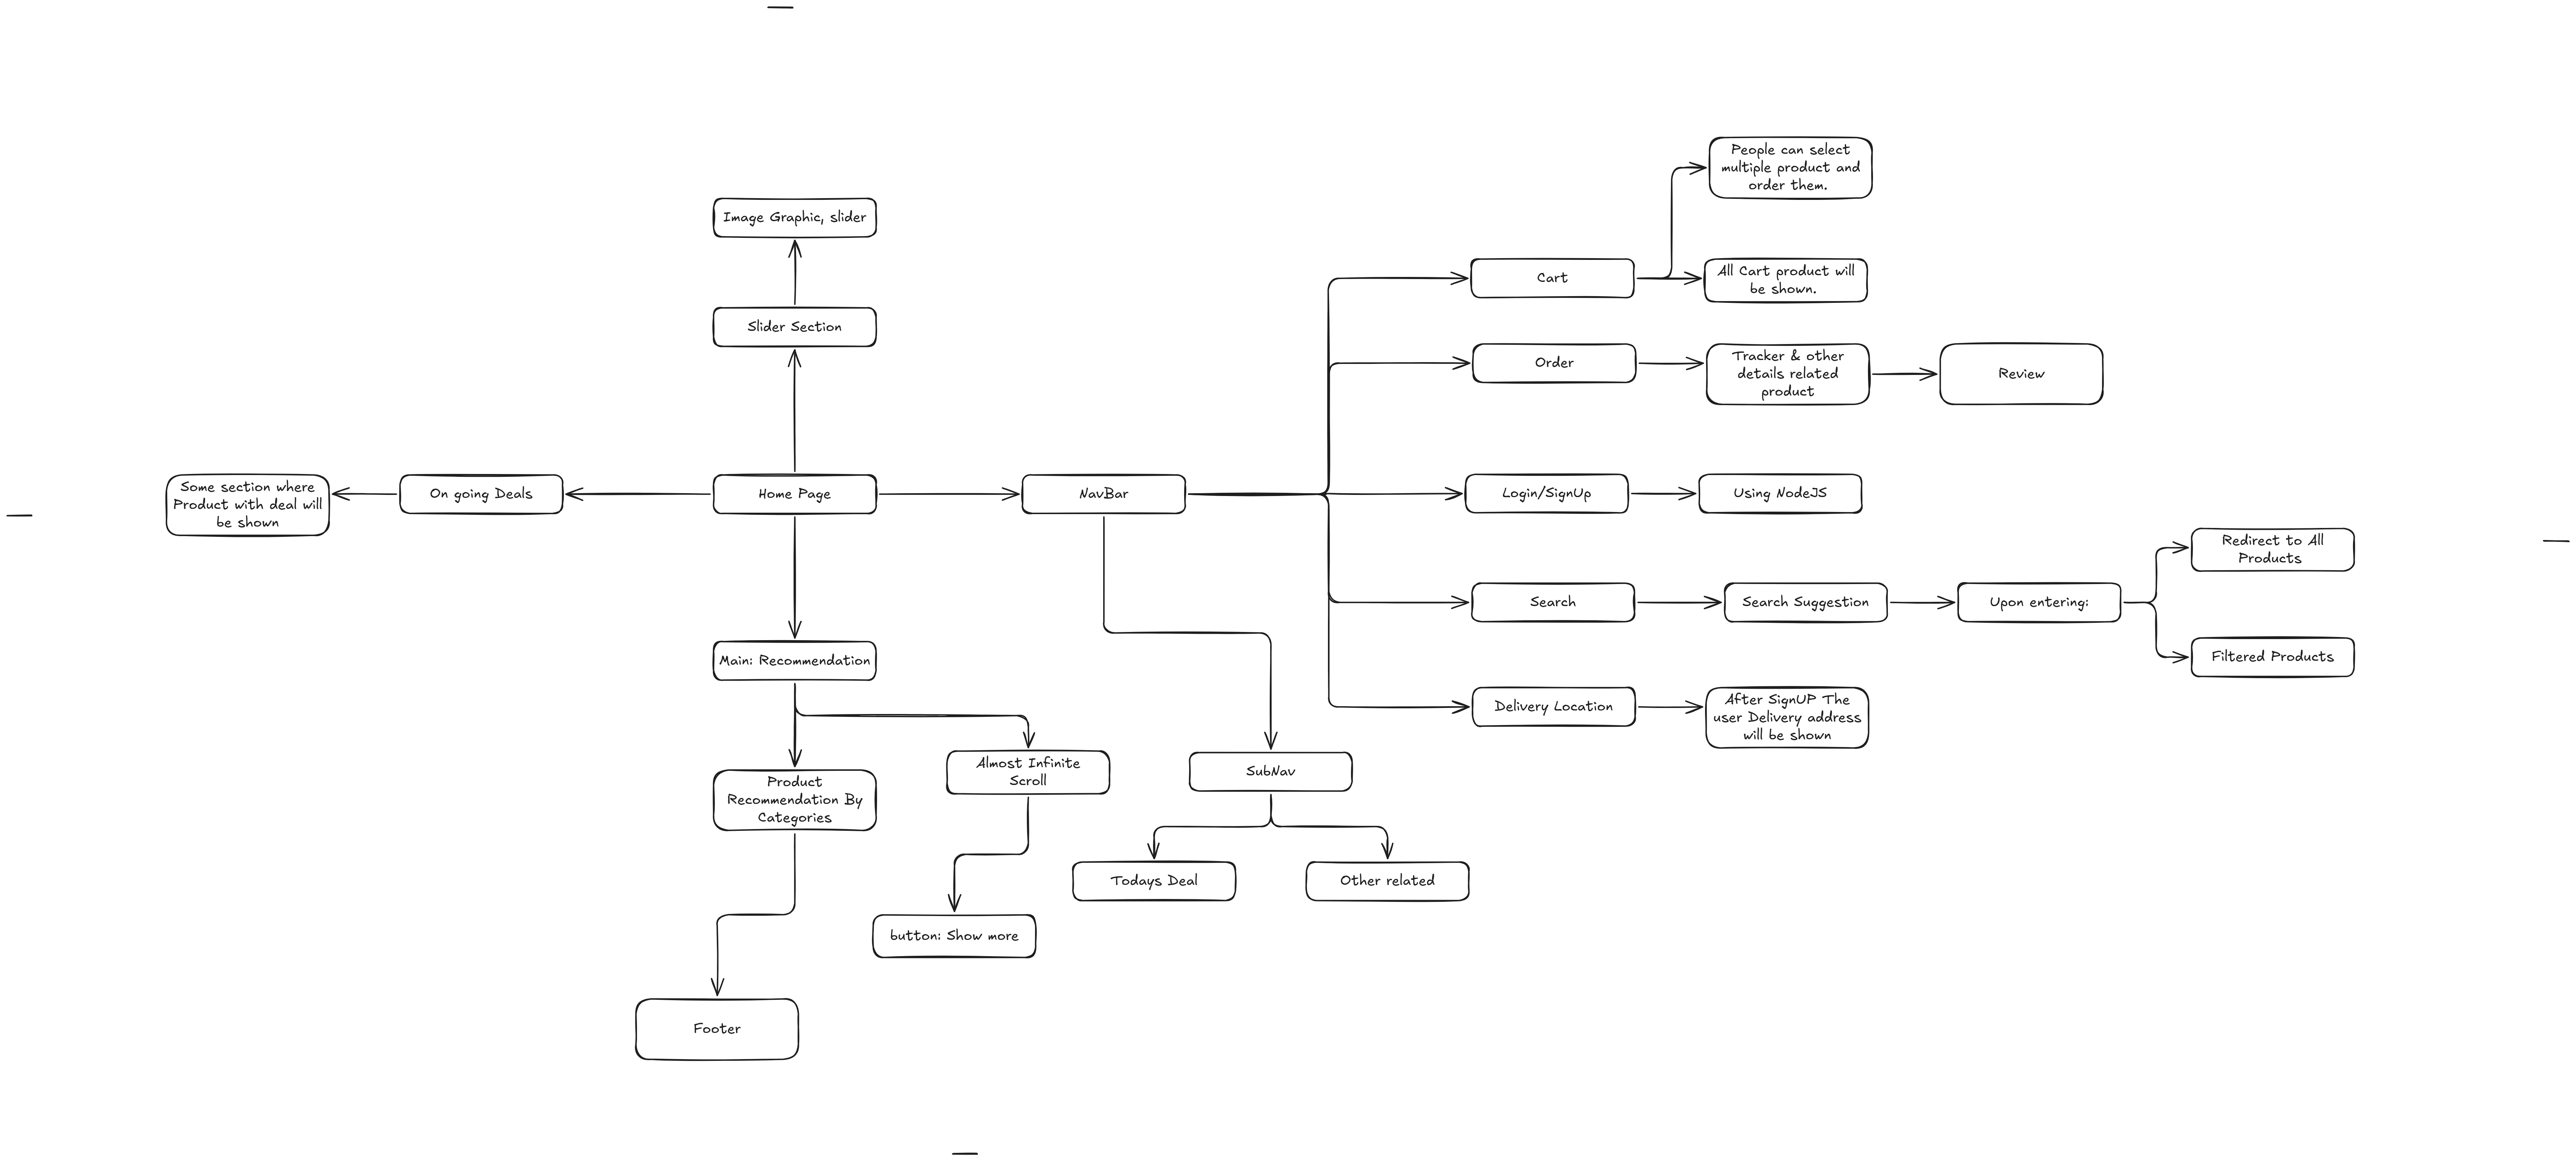 People can select
multiple product and
order them.
Image Graphic, slider
Cart
All Cart product will
be shown.
Slider Section
Order
Tracker & other
details related
product
Review
Some section where
Product with deal will
be shown
On going Deals
Home Page
NavBar
Login/SignUp
Using NodeJS
Redirect to All
Products
Search
Search Suggestion
Upon entering:
Filtered Products
Main: Recommendation
Delivery Location
After SignUP The
user Delivery address
will be shown
Product
Recommendation By
Categories
Almost Infinite
Scroll
SubNav
Todays Deal
Other related
button: Show more
Footer